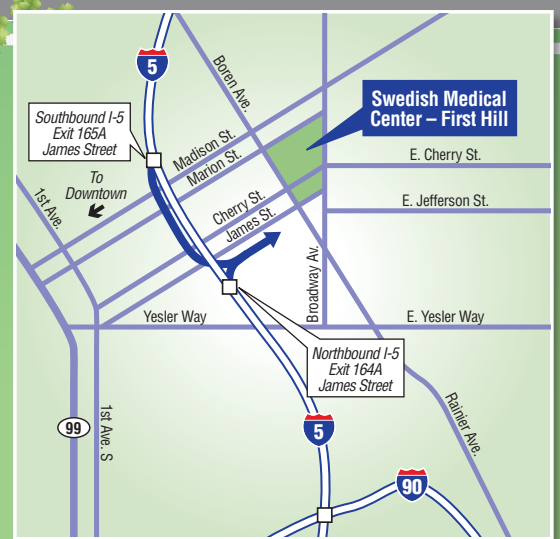 5
Boren Ave.
Swedish Medical
Center – First Hill
Southbound I-5
Exit 165A
James Street
Madison St.
Marion St.
E. Cherry St.
To
Downtown
1st Ave.
Cherry St.
James St.
E. Jefferson St.
Broadway Av.
Yesler Way
E. Yesler Way
Northbound I-5
Exit 164A
James Street
Rainier Ave.
99
1st Ave. S
5
90